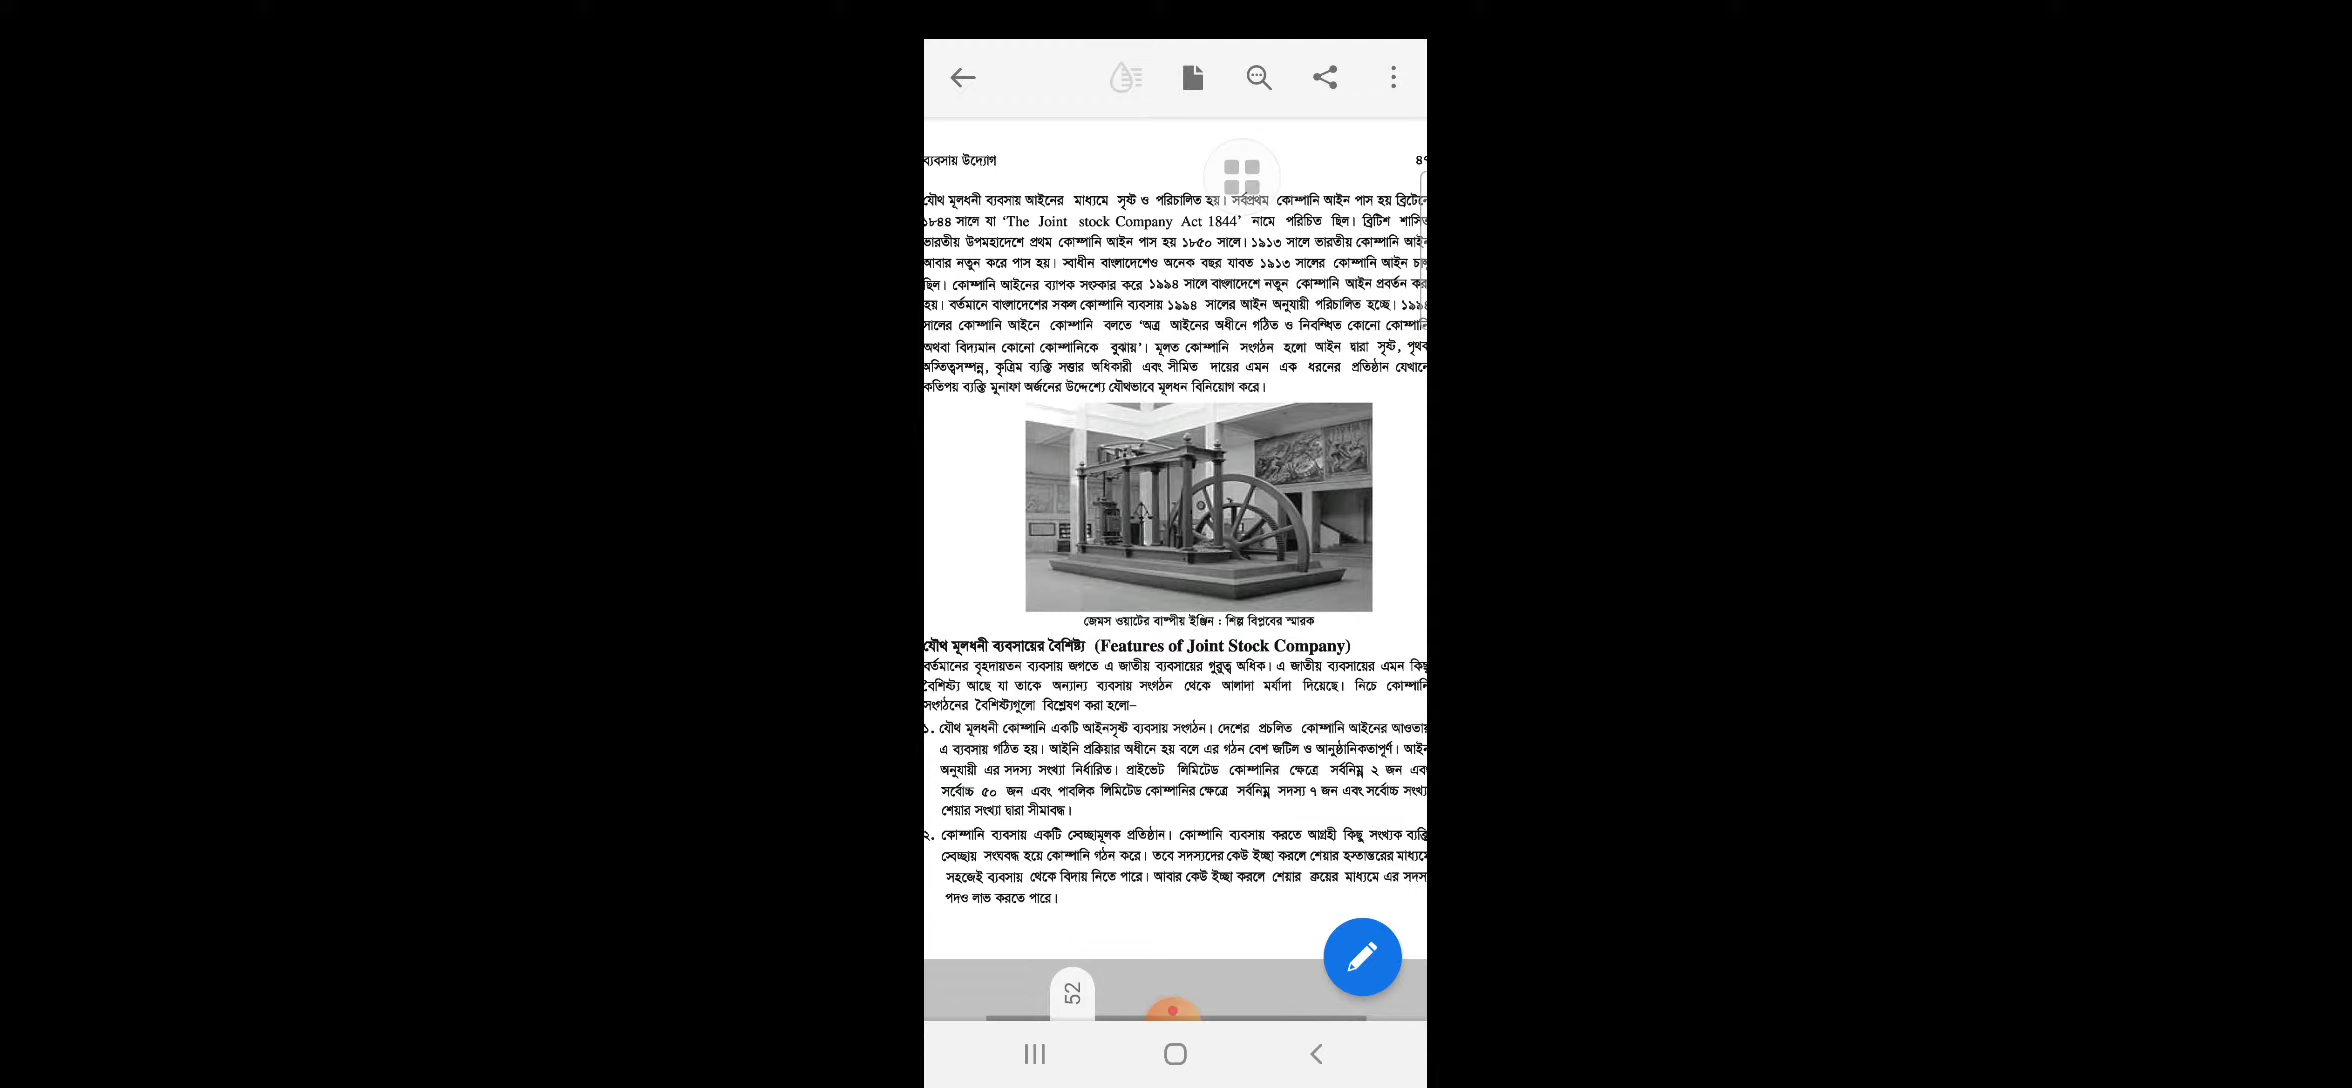 ব্যবসায় উদ্যোগ ৪৭
যৌথ মূলধনী ব্যবসায় আইনের মাধ্যমে সৃষ্ট ও পরিচালিত হয়। সর্বপ্রথম কোম্পানি আইন পাস হয় ব্রিটেনে
১৮৪৪ সালে যা ‘The Joint stock Company Act 1844’ নামে পরিচিত ছিল। ব্রিটিশ শাসিত
ভারতীয় উপমহাদেশে প্রথম কোম্পানি আইন পাস হয় ১৮৫০ সালে। ১৯১৩ সালে ভারতীয় কোম্পানি আইন
আবার নতুন করে পাস হয়। স্বাধীন বাংলাদেশেও অনেক বছর যাবত ১৯১৩ সালের কোম্পানি আইন চালু
ছিল। কোম্পানি আইনের ব্যাপক সংস্কার করে ১৯৯৪ সালে বাংলাদেশে নতুন কোম্পানি আইন প্রবর্তন করা
হয়। বর্তমানে বাংলাদেশের সকল কোম্পানি ব্যবসায় ১৯৯৪ সালের আইন অনুযায়ী পরিচালিত হচ্ছে। ১৯৯৪
সালের কোম্পানি আইনে কোম্পানি বলতে ‘অত্র আইনের অধীনে গঠিত ও নিবন্ধিত কোনো কোম্পানি
অথবা বিদ্যমান কোনো কোম্পানিকে বুঝায়’। মূলত কোম্পানি সংগঠন হলো আইন দ্বারা সৃষ্ট, পৃথক
অস্তিত্বসম্পন্ন, কৃত্রিম ব্যক্তি সত্তার অধিকারী এবং সীমিত দায়ের এমন এক ধরনের প্রতিষ্ঠান যেখানে
কতিপয় ব্যক্তি মুনাফা অর্জনের উদ্দেশ্যে যৌথভাবে মূলধন বিনিয়োগ করে।
জেমস ওয়াটের বাষ্পীয় ইঞ্জিন : শিল্প বিপ্লবের স্মারক
যৌথ মূলধনী ব্যবসায়ের বৈশিষ্ট্য (Features of Joint Stock Company)
বর্তমানের বৃহদায়তন ব্যবসায় জগতে এ জাতীয় ব্যবসায়ের গুরুত্ব অধিক। এ জাতীয় ব্যবসায়ের এমন কিছু
বৈশিষ্ট্য আছে যা তাকে অন্যান্য ব্যবসায় সংগঠন থেকে আলাদা মর্যাদা দিয়েছে। নিচে কোম্পানি
সংগঠনের বৈশিষ্ট্যগুলো বিশ্লেষণ করা হলো–
১. যৌথ মূলধনী কোম্পানি একটি আইনসৃষ্ট ব্যবসায় সংগঠন। দেশের প্রচলিত কোম্পানি আইনের আওতায়
এ ব্যবসায় গঠিত হয়। আইনি প্রক্রিয়ার অধীনে হয় বলে এর গঠন বেশ জটিল ও আনুষ্ঠানিকতাপূর্ণ। আইন
অনুযায়ী এর সদস্য সংখ্যা নির্ধারিত। প্রাইভেট লিমিটেড কোম্পানির ক্ষেত্রে সর্বনিম্ন ২ জন এবং
সর্বোচ্চ ৫০ জন এবং পাবলিক লিমিটেড কোম্পানির ক্ষেত্রে সর্বনিম্ন সদস্য ৭ জন এবং সর্বোচ্চ সংখ্যা
শেয়ার সংখ্যা দ্বারা সীমাবদ্ধ।
২. কোম্পানি ব্যবসায় একটি স্বেচ্ছামূলক প্রতিষ্ঠান। কোম্পানি ব্যবসায় করতে আগ্রহী কিছু সংখ্যক ব্যক্তি
স্বেচ্ছায় সংঘবদ্ধ হয়ে কোম্পানি গঠন করে। তবে সদস্যদের কেউ ইচ্ছা করলে শেয়ার হস্তান্তরের মাধ্যমে
সহজেই ব্যবসায় থেকে বিদায় নিতে পারে। আবার কেউ ইচ্ছা করলে শেয়ার ক্রয়ের মাধ্যমে এর সদস্য
পদও লাভ করতে পারে।
52